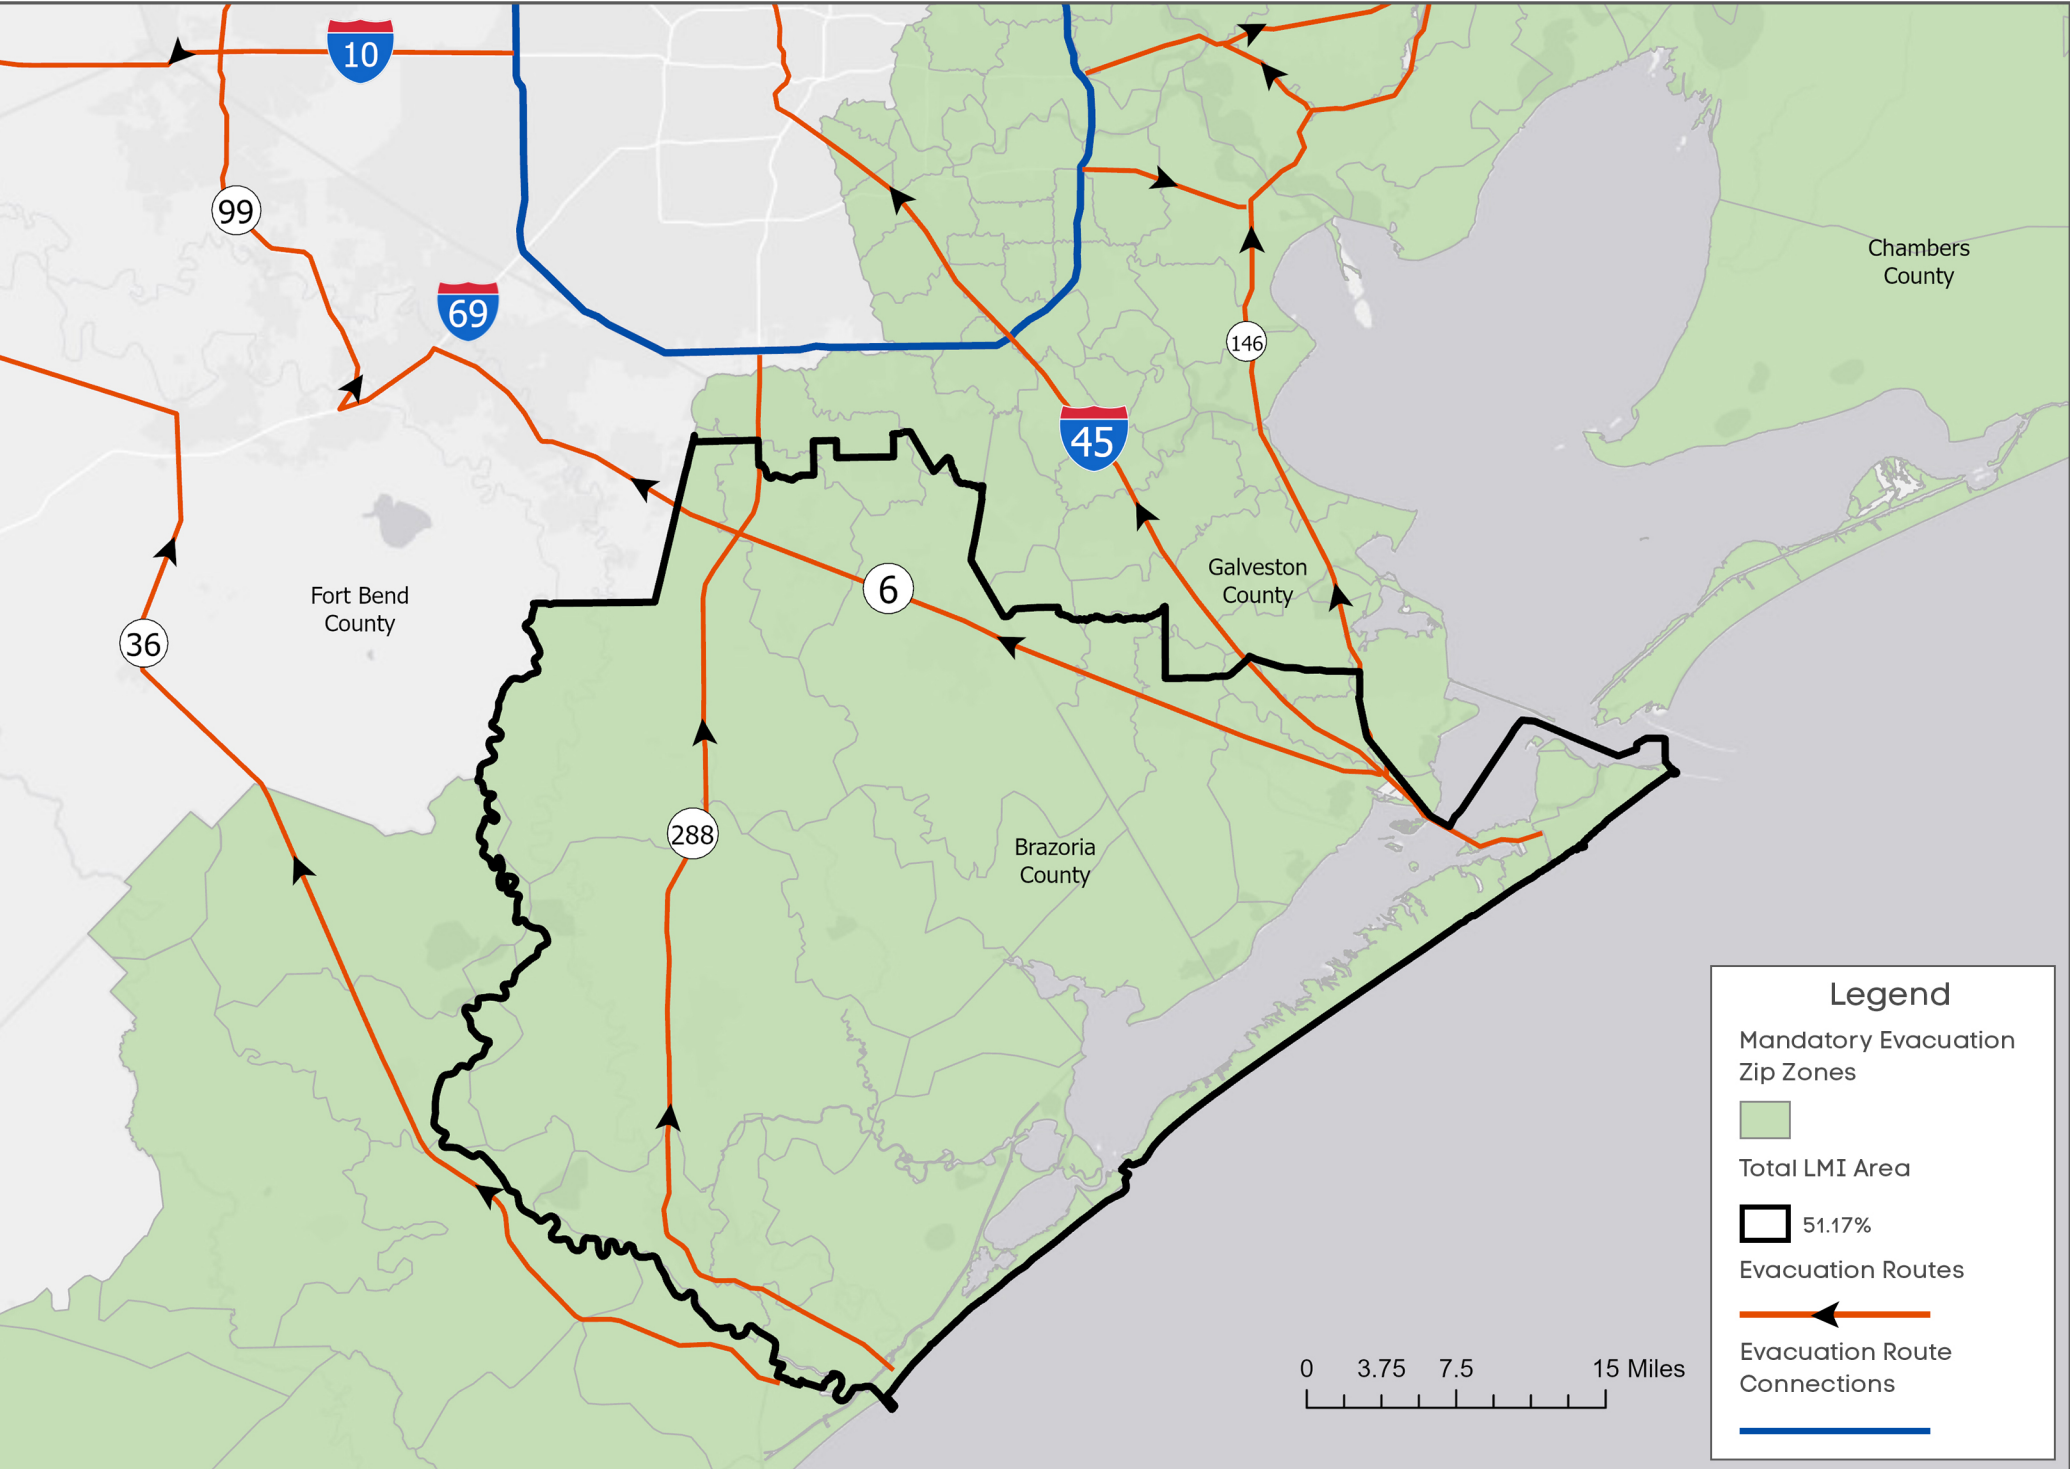 10
99
Chambers
County
69
146
45
Galveston
County
6
Fort Bend
County
36
288
Brazoria
County
Legend
Mandatory Evacuation
Zip Zones
Total LMI Area
51.17%
Evacuation Routes
Evacuation Route
Connections
0 3.75 7.5 15 Miles